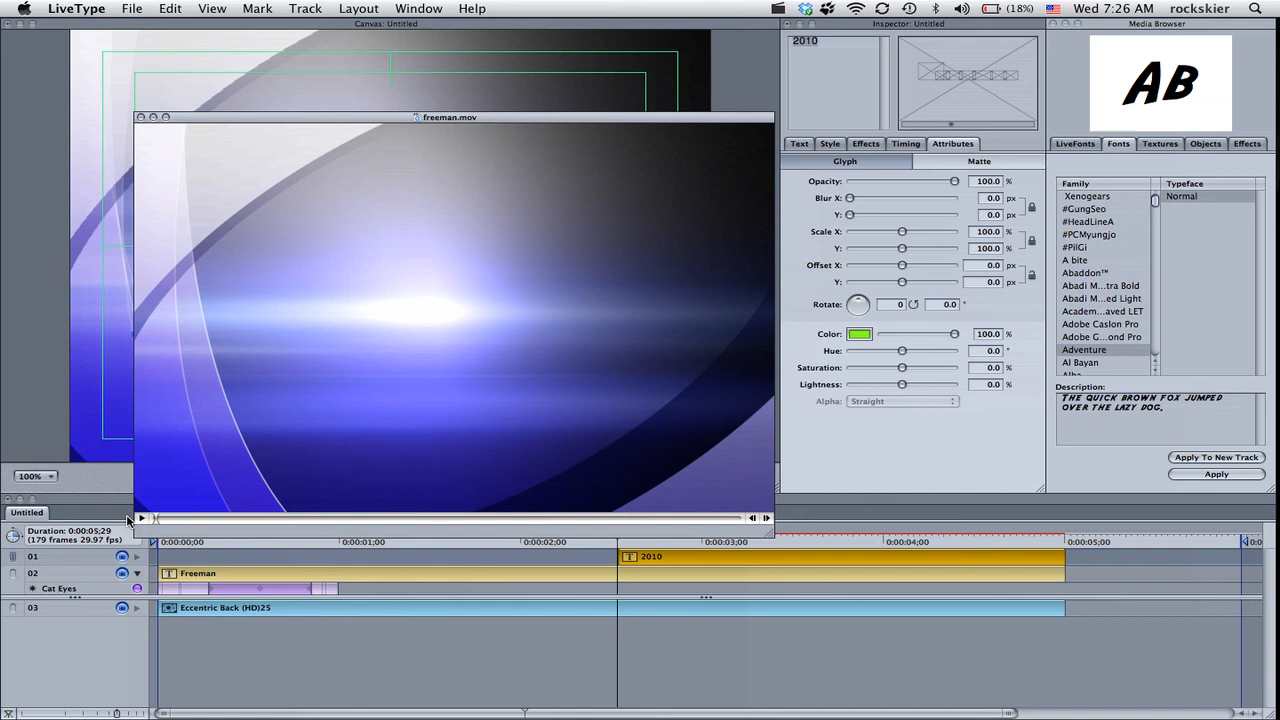 LiveType File Edit Mark Track Layout Window Help (18%) Wed 7:26 AM rockskier
Canvas: Untitled
Inspector: Untitled
Media Browser
2010
AB
freeman.mov
Text Style Effects Timing Attributes
LiveFonts Fonts Textures Objects Effects
Glyph Matte
Opacity: 100.0 %
Blur X: 0.0 px
Y: 0.0 px
Scale X: 100.0 %
Y: 100.0 %
Offset X: 0.0 px
Y: 0.0 px
Rotate: 0 0.0 °
Color: 100.0 %
Hue: 0.0 °
Saturation: 0.0 %
Lightness: 0.0 %
Alpha: Straight
Family Typeface
Xenogears Normal
#GungSeo
#HeadLineA
#PCMyungjo
#PilGi
A bite
Abaddon™
Abadi M...tra Bold
Abadi M...ed Light
Academ...aved LET
Adobe Caslon Pro
Adobe G...ond Pro
Adventure
Al Bayan
Description:
THE QUICK BROWN FOX JUMPED
OVER THE LAZY DOG,
Apply To New Track
Apply
100%
Untitled
Duration: 0:00:05;29
(179 frames 29.97 fps)
0:00:00;00 0:00:01;00 0:00:02;00 0:00:03;00 0:00:04;00 0:00:05;00
01 2010
02 Freeman
Cat Eyes
03 Eccentric Back (HD)25